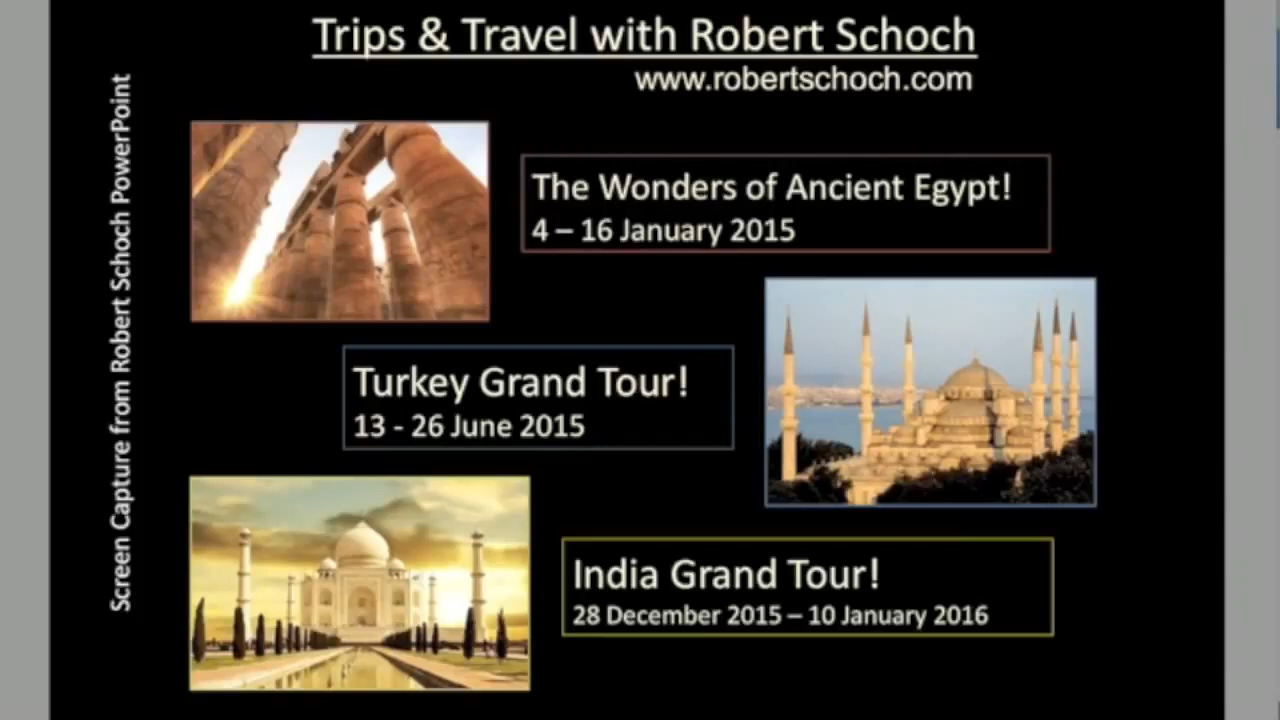 Trips & Travel with Robert Schoch
www.robertschoch.com
Screen Capture from Robert Schoch PowerPoint
The Wonders of Ancient Egypt!
4 – 16 January 2015
Turkey Grand Tour!
13 - 26 June 2015
India Grand Tour!
28 December 2015 – 10 January 2016